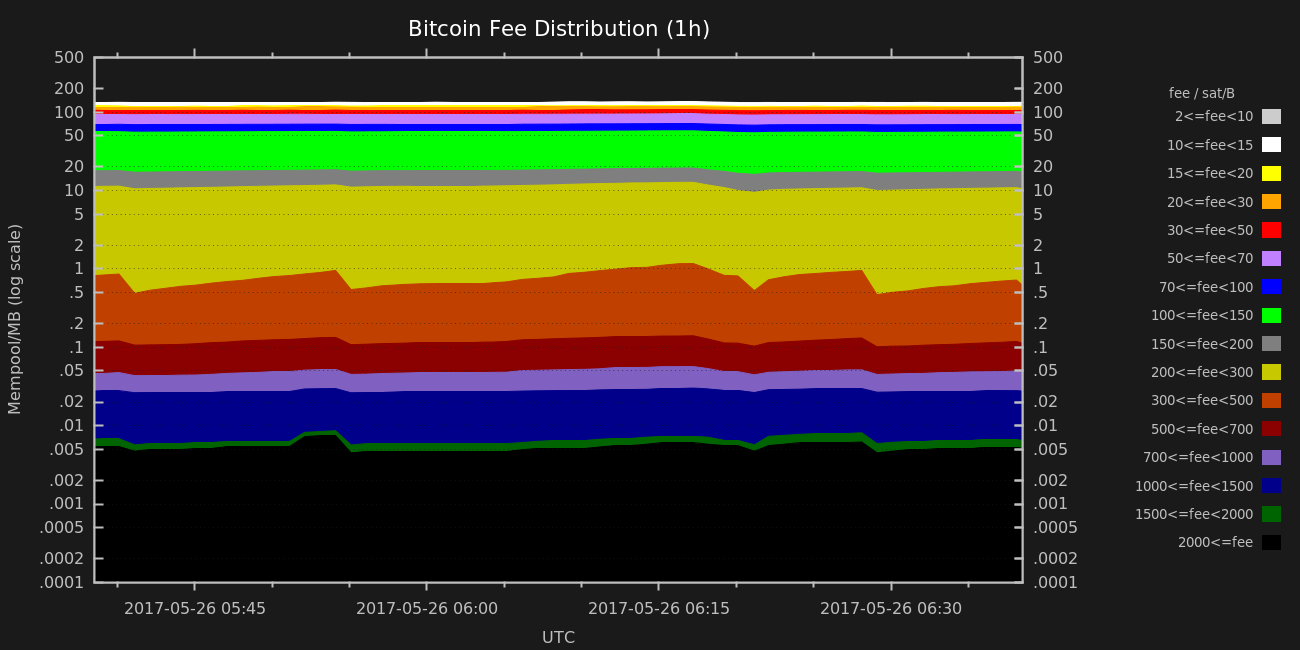 Bitcoin Fee Distribution (1h)
Mempool/MB (log scale)
500
200
100
50
20
10
5
2
1
.5
.2
.1
.05
.02
.01
.005
.002
.001
.0005
.0002
.0001
500
200
100
50
20
10
5
2
1
.5
.2
.1
.05
.02
.01
.005
.002
.001
.0005
.0002
.0001
2017-05-26 05:45
2017-05-26 06:00
2017-05-26 06:15
2017-05-26 06:30
UTC
fee / sat/B
2<=fee<10
10<=fee<15
15<=fee<20
20<=fee<30
30<=fee<50
50<=fee<70
70<=fee<100
100<=fee<150
150<=fee<200
200<=fee<300
300<=fee<500
500<=fee<700
700<=fee<1000
1000<=fee<1500
1500<=fee<2000
2000<=fee